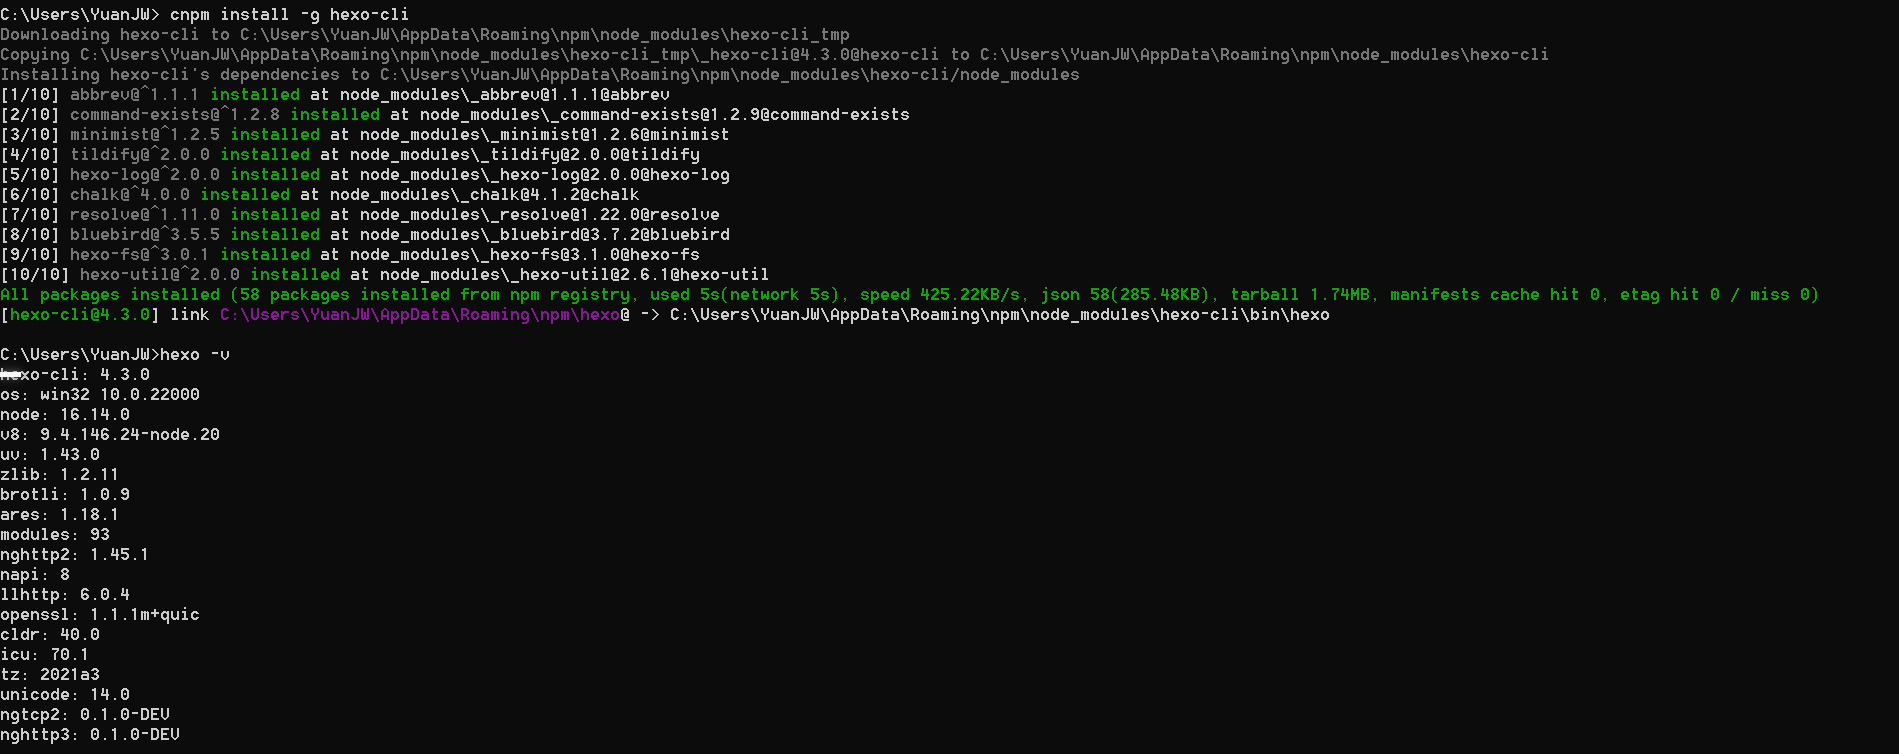 C:\Users\YuanJW> cnpm install -g hexo-cli
Downloading hexo-cli to C:\Users\YuanJW\AppData\Roaming\npm\node_modules\hexo-cli_tmp
Copying C:\Users\YuanJW\AppData\Roaming\npm\node_modules\hexo-cli_tmp\_hexo-cli@4.3.0@hexo-cli to C:\Users\YuanJW\AppData\Roaming\npm\node_modules\hexo-cli
Installing hexo-cli's dependencies to C:\Users\YuanJW\AppData\Roaming\npm\node_modules\hexo-cli/node_modules
[1/10] abbrev@^1.1.1 installed at node_modules\_abbrev@1.1.1@abbrev
[2/10] command-exists@^1.2.8 installed at node_modules\_command-exists@1.2.9@command-exists
[3/10] minimist@^1.2.5 installed at node_modules\_minimist@1.2.6@minimist
[4/10] tildify@^2.0.0 installed at node_modules\_tildify@2.0.0@tildify
[5/10] hexo-log@^2.0.0 installed at node_modules\_hexo-log@2.0.0@hexo-log
[6/10] chalk@^4.0.0 installed at node_modules\_chalk@4.1.2@chalk
[7/10] resolve@^1.11.0 installed at node_modules\_resolve@1.22.0@resolve
[8/10] bluebird@^3.5.5 installed at node_modules\_bluebird@3.7.2@bluebird
[9/10] hexo-fs@^3.0.1 installed at node_modules\_hexo-fs@3.1.0@hexo-fs
[10/10] hexo-util@^2.0.0 installed at node_modules\_hexo-util@2.6.1@hexo-util
All packages installed (58 packages installed from npm registry, used 5s(network 5s), speed 425.22KB/s, json 58(285.48KB), tarball 1.74MB, manifests cache hit 0, etag hit 0 / miss 0)
[hexo-cli@4.3.0] link C:\Users\YuanJW\AppData\Roaming\npm\hexo@ -> C:\Users\YuanJW\AppData\Roaming\npm\node_modules\hexo-cli\bin\hexo
C:\Users\YuanJW>hexo -v
hexo-cli: 4.3.0
os: win32 10.0.22000
node: 16.14.0
v8: 9.4.146.24-node.20
uv: 1.43.0
zlib: 1.2.11
brotli: 1.0.9
ares: 1.18.1
modules: 93
nghttp2: 1.45.1
napi: 8
llhttp: 6.0.4
openssl: 1.1.1m+quic
cldr: 40.0
icu: 70.1
tz: 2021a3
unicode: 14.0
ngtcp2: 0.1.0-DEV
nghttp3: 0.1.0-DEV